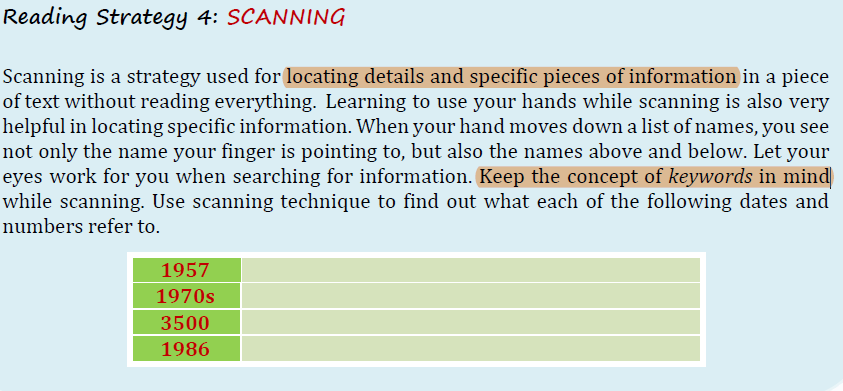 Reading Strategy 4: SCANNING
Scanning is a strategy used for locating details and specific pieces of information in a piece
of text without reading everything. Learning to use your hands while scanning is also very
helpful in locating specific information. When your hand moves down a list of names, you see
not only the name your finger is pointing to, but also the names above and below. Let your
eyes work for you when searching for information. Keep the concept of keywords in mind
while scanning. Use scanning technique to find out what each of the following dates and
numbers refer to.
1957
1970s
3500
1986